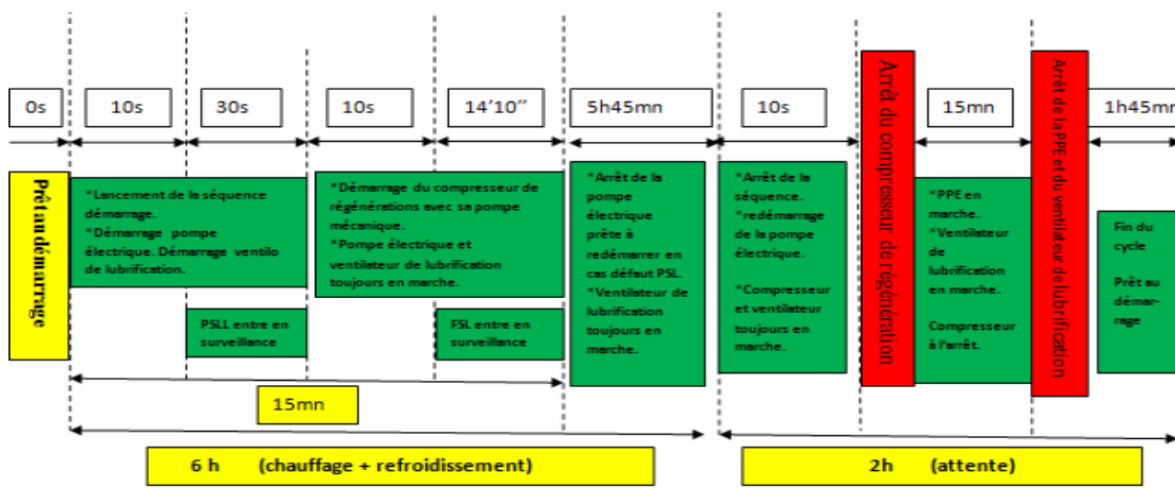 0s
10s
30s
10s
14'10"
5h45mn
10s
15mn
1h45mn
Prêt au démarrage
*Lancement de la séquence
démarrage.
*Démarrage pompe
électrique. Démarrage ventilo
de lubrification.
PSLL entre en
surveillance
*Démarrage du compresseur de
régénérations avec sa pompe
mécanique.
*Pompe électrique et
ventilateur de lubrification
toujours en marche.
FSL entre en
surveillance
*Arrêt de la
pompe
électrique
prête à
redémarrer en
cas défaut PSL.
*Ventilateur de
lubrification
toujours en
marche.
*Arrêt de la
séquence.
*redémarrage
de la pompe
électrique.
*Compresseur
et ventilateur
toujours en
marche.
Arrêt du compresseur de régénération
*PPE en
marche.
*Ventilateur
de
lubrification
en marche.
Compresseur
à l'arrêt.
Arrêt de la PPE et du ventilateur de lubrification
Fin du
cycle
Prêt au
démar-
rage
15mn
6 h (chauffage + refroidissement)
2h (attente)